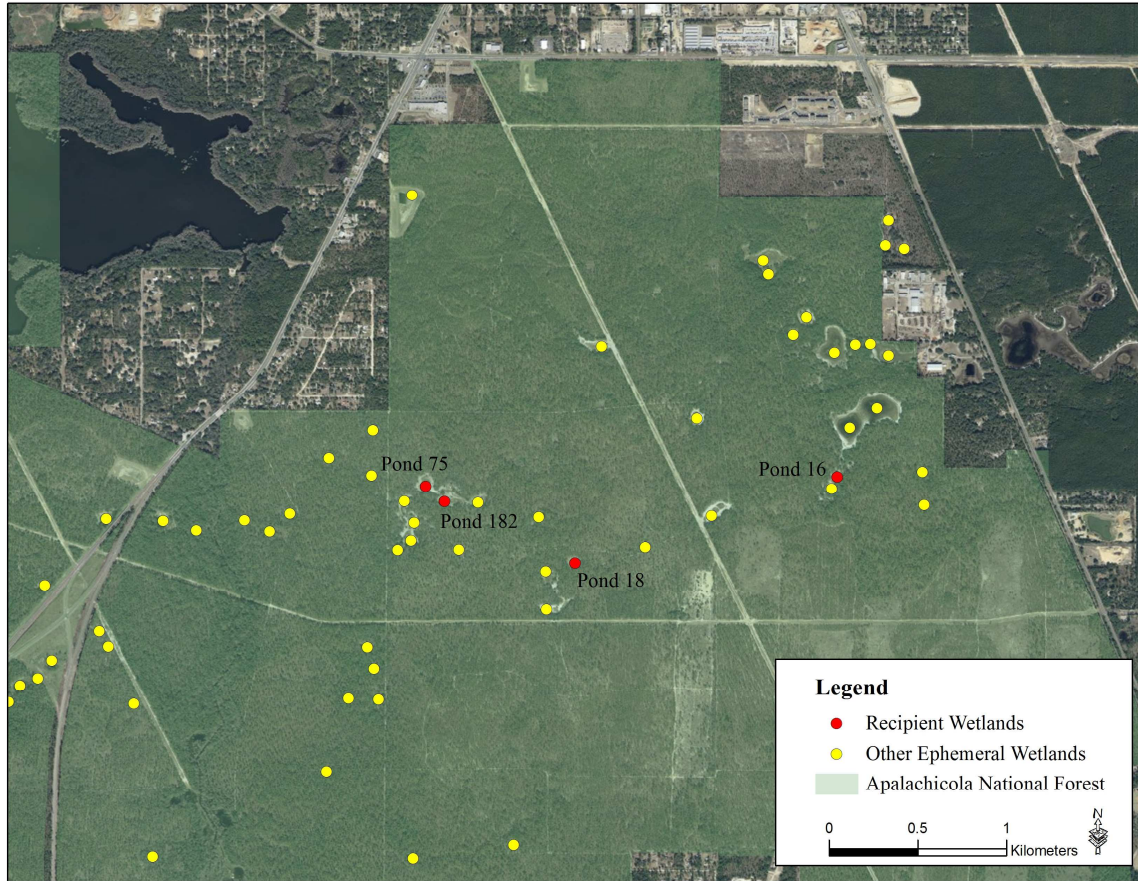 Pond 75
Pond 16
Pond 182
Pond 18
Legend
Recipient Wetlands
Other Ephemeral Wetlands
Apalachicola National Forest
N
0 0.5 1
Kilometers